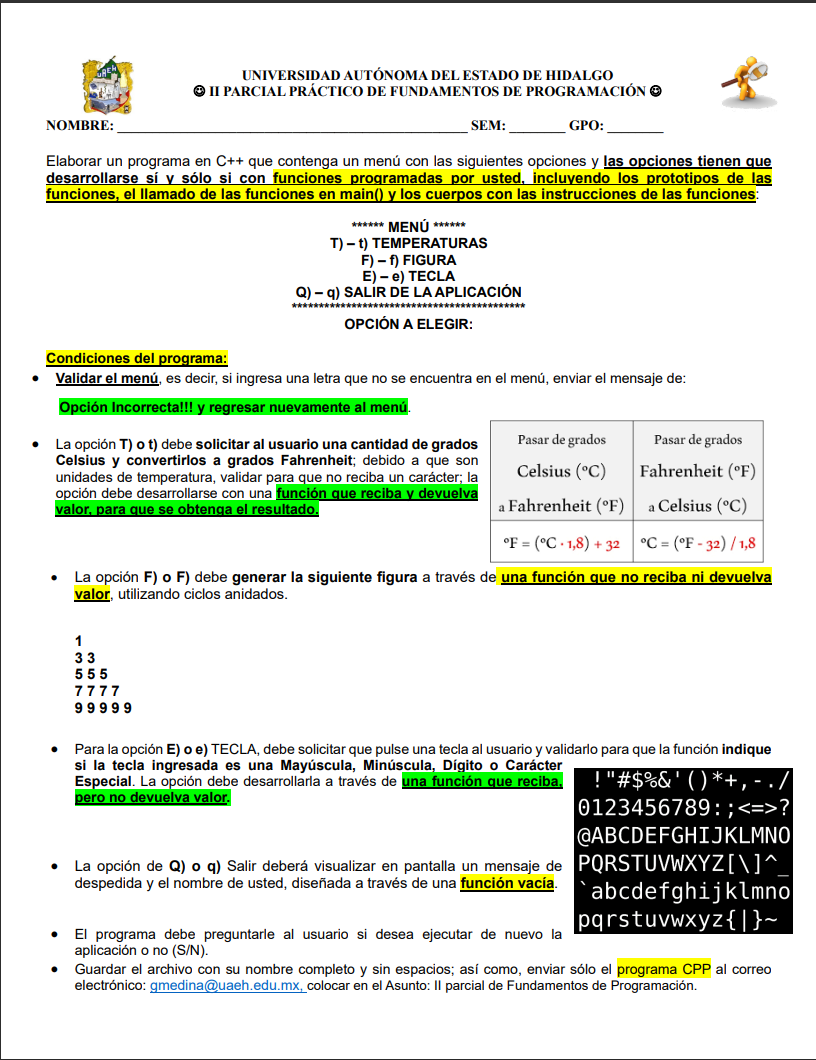 UNIVERSIDAD AUTÓNOMA DEL ESTADO DE HIDALGO
☺ II PARCIAL PRÁCTICO DE FUNDAMENTOS DE PROGRAMACIÓN ☺
NOMBRE: __________________________________________________ SEM: ________ GPO: ________
Elaborar un programa en C++ que contenga un menú con las siguientes opciones y las opciones tienen que
desarrollarse sí y sólo si con funciones programadas por usted, incluyendo los prototipos de las
funciones, el llamado de las funciones en main() y los cuerpos con las instrucciones de las funciones:
****** MENÚ ******
T) – t) TEMPERATURAS
F) – f) FIGURA
E) – e) TECLA
Q) – q) SALIR DE LA APLICACIÓN
********************************************
OPCIÓN A ELEGIR:
Condiciones del programa:
• Validar el menú, es decir, si ingresa una letra que no se encuentra en el menú, enviar el mensaje de:
Opción Incorrecta!!! y regresar nuevamente al menú.
• La opción T) o t) debe solicitar al usuario una cantidad de grados
Celsius y convertirlos a grados Fahrenheit; debido a que son
unidades de temperatura, validar para que no reciba un carácter; la
opción debe desarrollarse con una función que reciba y devuelva
valor, para que se obtenga el resultado.
Pasar de grados
Celsius (ºC)
a Fahrenheit (ºF)
Pasar de grados
Fahrenheit (ºF)
a Celsius (ºC)
ºF = (ºC · 1,8) + 32
ºC = (ºF - 32) / 1,8
• La opción F) o F) debe generar la siguiente figura a través de una función que no reciba ni devuelva
valor, utilizando ciclos anidados.
1
3 3
5 5 5
7 7 7 7
9 9 9 9 9
• Para la opción E) o e) TECLA, debe solicitar que pulse una tecla al usuario y validarlo para que la función indique
si la tecla ingresada es una Mayúscula, Minúscula, Dígito o Carácter
Especial. La opción debe desarrollarla a través de una función que reciba,
pero no devuelva valor.
!"#$%&'()*+,-./
0123456789:;<=>?
@ABCDEFGHIJKLMNO
PQRSTUVWXYZ[\]^_
`abcdefghijklmno
pqrstuvwxyz{|}~
• La opción de Q) o q) Salir deberá visualizar en pantalla un mensaje de
despedida y el nombre de usted, diseñada a través de una función vacía.
• El programa debe preguntarle al usuario si desea ejecutar de nuevo la
aplicación o no (S/N).
• Guardar el archivo con su nombre completo y sin espacios; así como, enviar sólo el programa CPP al correo
electrónico: gmedina@uaeh.edu.mx, colocar en el Asunto: II parcial de Fundamentos de Programación.